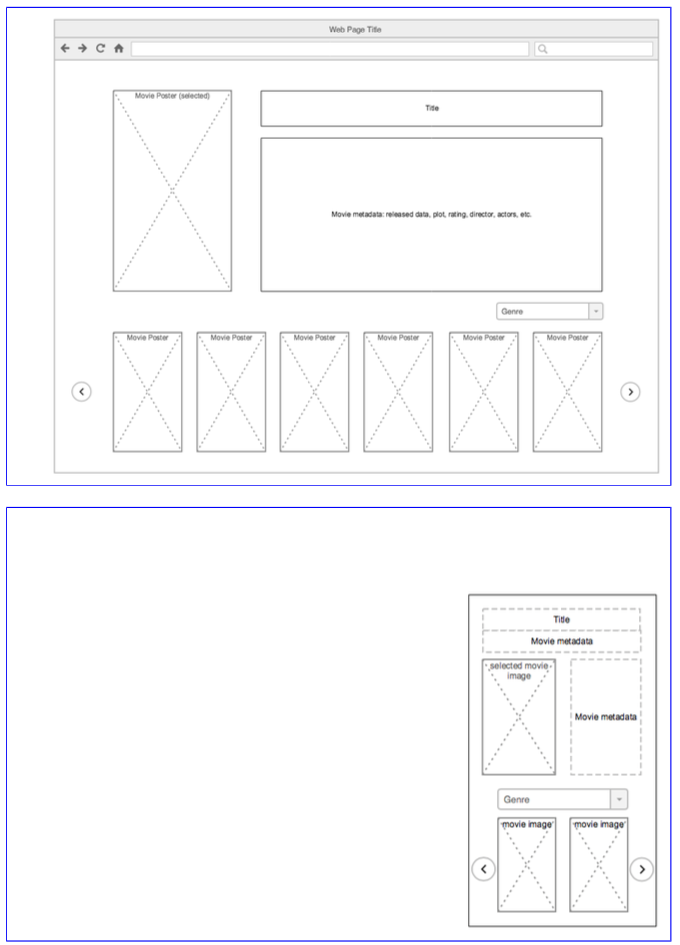 Web Page Title
Movie Poster (selected)
Title
Movie metadata: released data, plot, rating, director, actors, etc.
Genre
Movie Poster
Movie Poster
Movie Poster
Movie Poster
Movie Poster
Movie Poster
Title
Movie metadata
selected movie
image
Movie metadata
Genre
movie image
movie image